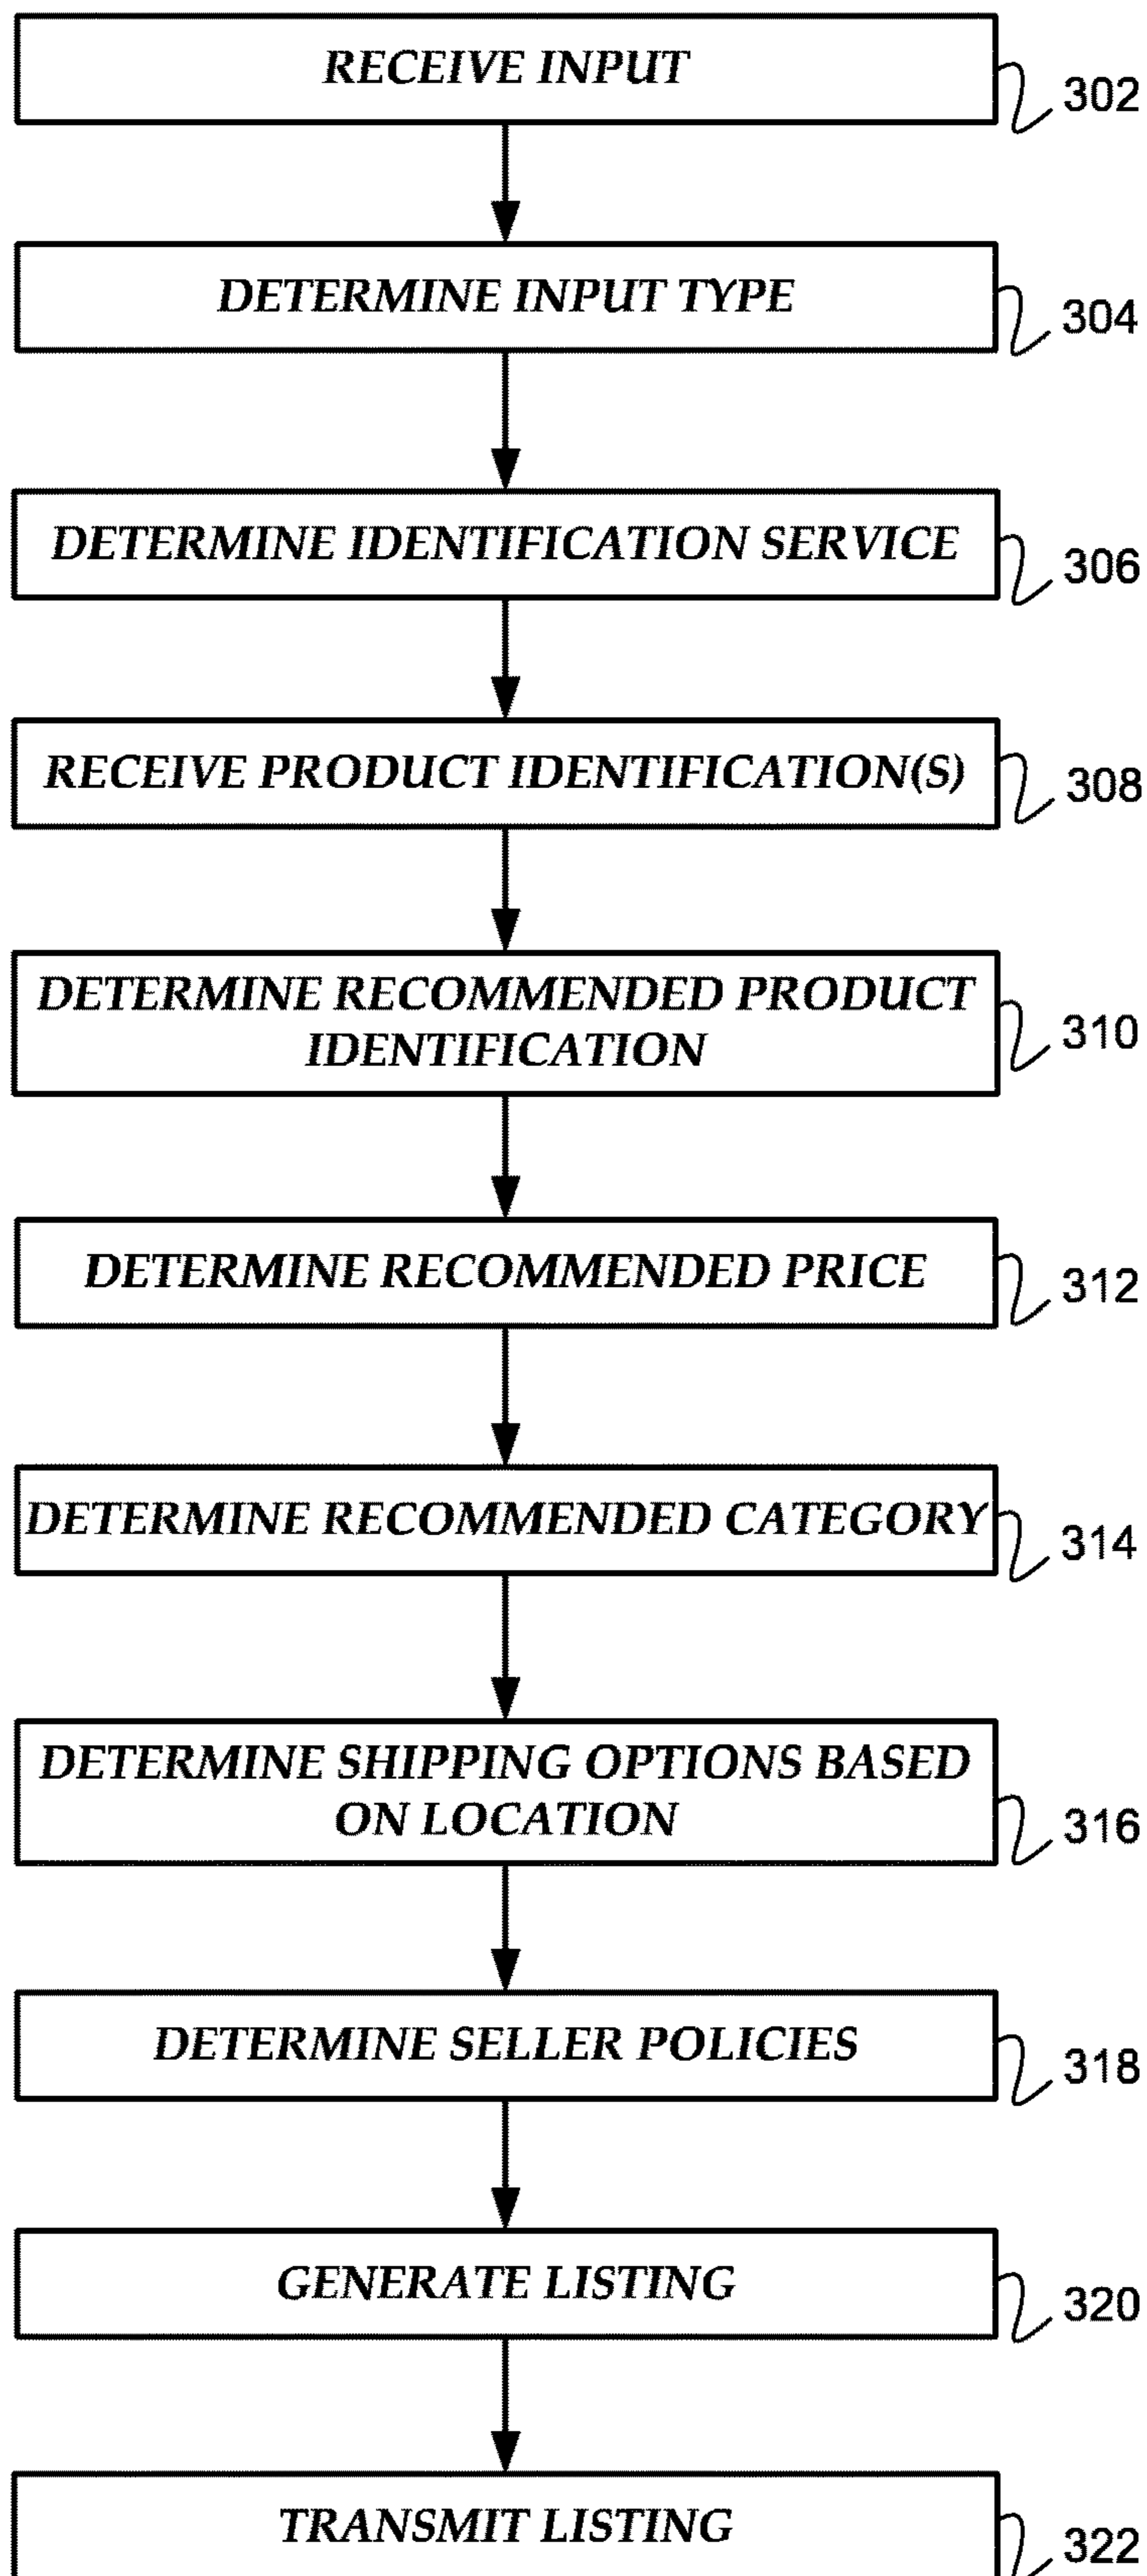 RECEIVE INPUT
302
DETERMINE INPUT TYPE
304
DETERMINE IDENTIFICATION SERVICE
306
RECEIVE PRODUCT IDENTIFICATION(S)
308
DETERMINE RECOMMENDED PRODUCT
IDENTIFICATION
310
DETERMINE RECOMMENDED PRICE
312
DETERMINE RECOMMENDED CATEGORY
314
DETERMINE SHIPPING OPTIONS BASED
ON LOCATION
316
DETERMINE SELLER POLICIES
318
GENERATE LISTING
320
TRANSMIT LISTING
322